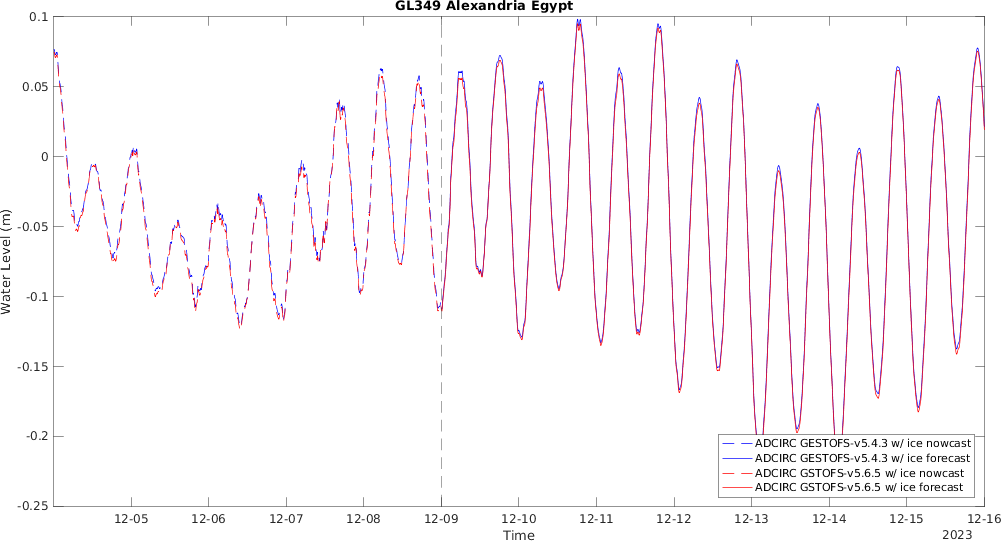 GL349 Alexandria Egypt
0.1
0.05
0
-0.05
-0.1
-0.15
-0.2
-0.25
Water Level (m)
12-05 12-06 12-07 12-08 12-09 12-10 12-11 12-12 12-13 12-14 12-15 12-16
Time
2023
ADCIRC GESTOFS-v5.4.3 w/ ice nowcast
ADCIRC GESTOFS-v5.4.3 w/ ice forecast
ADCIRC GSTOFS-v5.6.5 w/ ice nowcast
ADCIRC GSTOFS-v5.6.5 w/ ice forecast